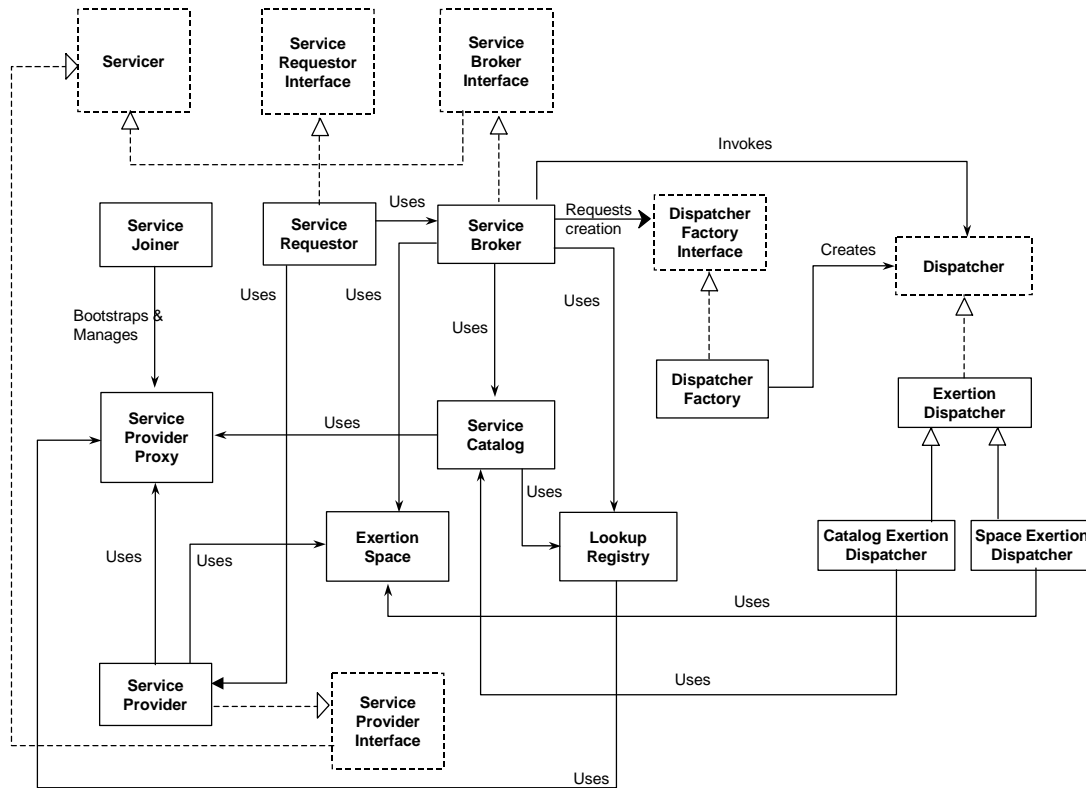 Servicer
Service
Requestor
Interface
Service
Broker
Interface
Invokes
Service
Joiner
Service
Requestor
Uses
Service
Broker
Requests
creation
Dispatcher
Factory
Interface
Creates
Dispatcher
Uses
Uses
Uses
Uses
Bootstraps &
Manages
Dispatcher
Factory
Exertion
Dispatcher
Service
Provider
Proxy
Uses
Service
Catalog
Uses
Exertion
Space
Lookup
Registry
Catalog Exertion
Dispatcher
Space Exertion
Dispatcher
Uses
Uses
Uses
Service
Provider
Service
Provider
Interface
Uses
Uses